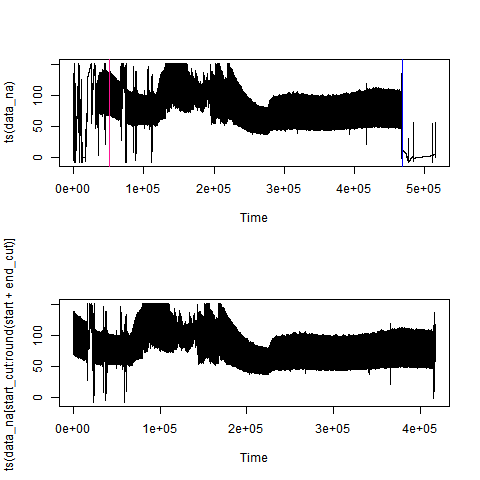 ts(data_na)
0 50 100
0e+00 1e+05 2e+05 3e+05 4e+05 5e+05
Time
ts(data_na[start_cut:round(start + end_cut)]
0 50 100
0e+00 1e+05 2e+05 3e+05 4e+05
Time